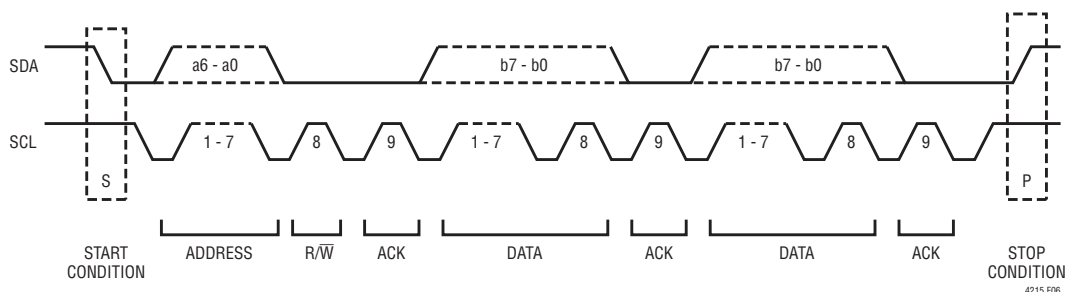 SDA
a6 - a0
b7 - b0
b7 - b0
SCL
1 - 7
8
9
1 - 7
8
9
1 - 7
8
9
S
P
START
CONDITION
ADDRESS
R/W̅
ACK
DATA
ACK
DATA
ACK
STOP
CONDITION
4215 F06